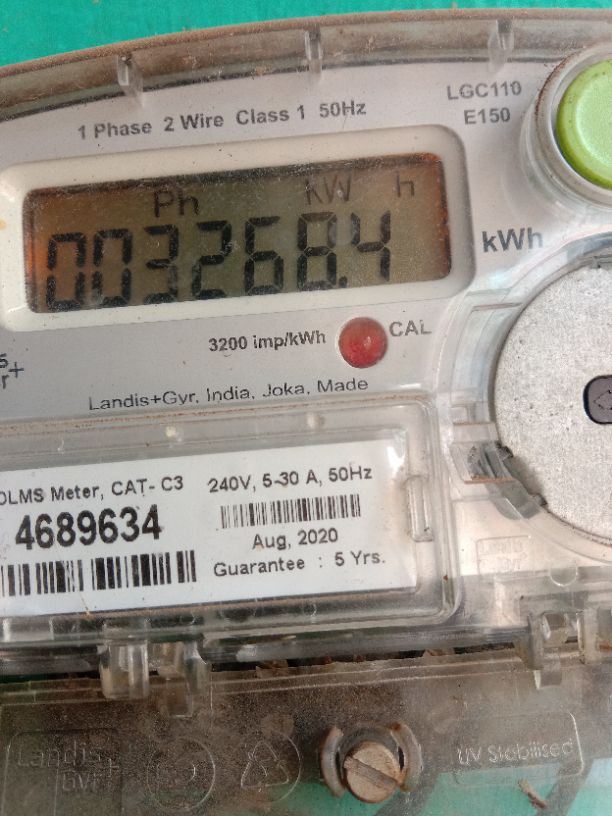 LGC110
E150
1 Phase 2 Wire Class 1 50Hz
Ph kW h
003268.4
kWh
3200 imp/kWh
CAL
Landis+Gyr, India, Joka, Made
DLMS Meter, CAT- C3
240V, 5-30 A, 50Hz
4689634
Aug, 2020
Guarantee : 5 Yrs.
Landis
Gyr
UV Stabilised